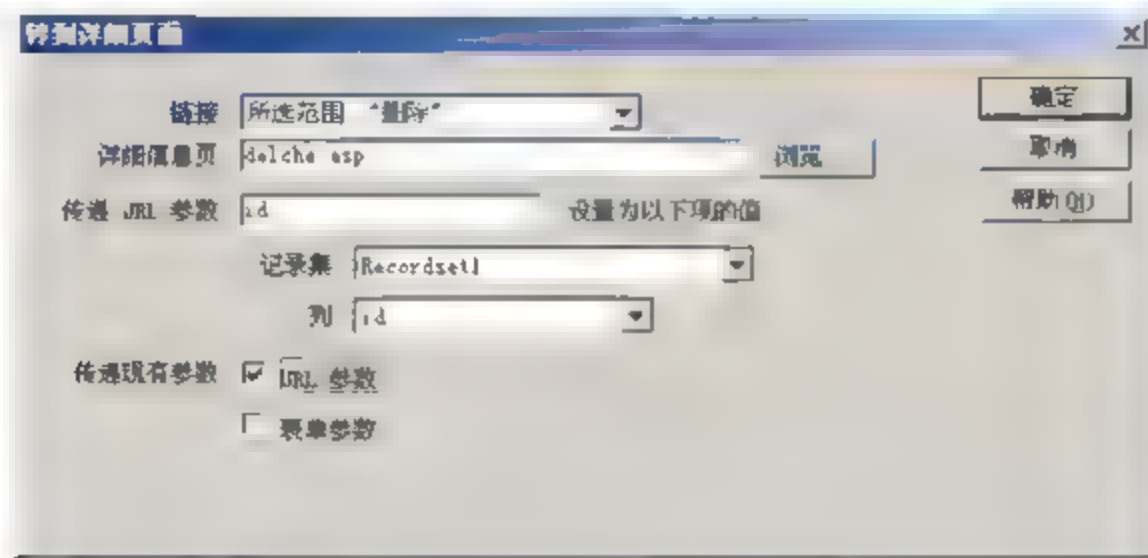 转到详细页面
链接 所选范围 "删除"
确定
详细信息页 delcha asp 浏览
取消
传递 URL 参数 id 设置为以下项的值
帮助(H)
记录集 Recordset1
列 id
传递现有参数 URL 参数
表单参数